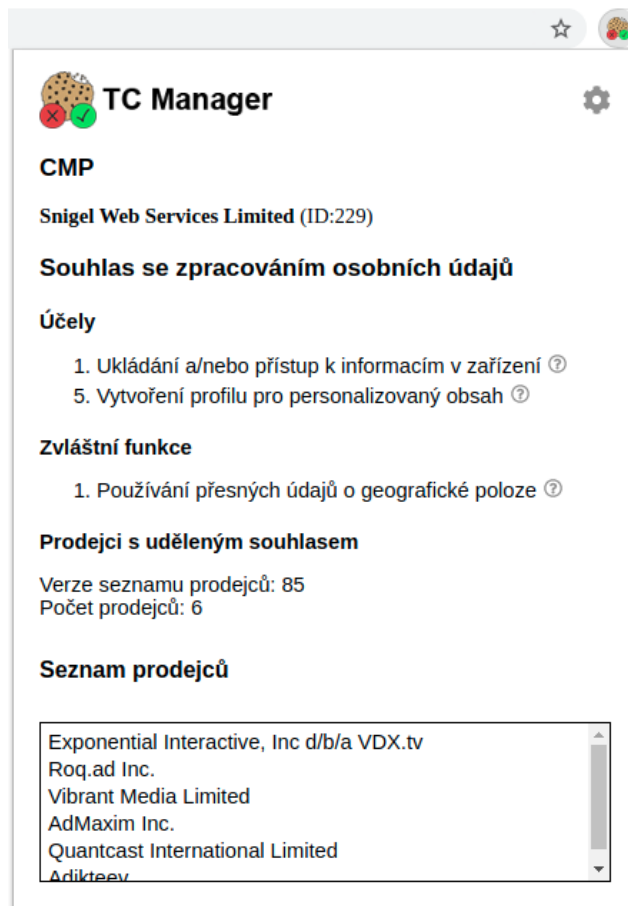 TC Manager
CMP
Snigel Web Services Limited (ID:229)
Souhlas se zpracováním osobních údajů
Účely
1. Ukládání a/nebo přístup k informacím v zařízení ?
5. Vytvoření profilu pro personalizovaný obsah ?
Zvláštní funkce
1. Používání přesných údajů o geografické poloze ?
Prodejci s uděleným souhlasem
Verze seznamu prodejců: 85
Počet prodejců: 6
Seznam prodejců
Exponential Interactive, Inc d/b/a VDX.tv
Roq.ad Inc.
Vibrant Media Limited
AdMaxim Inc.
Quantcast International Limited
Adikteev